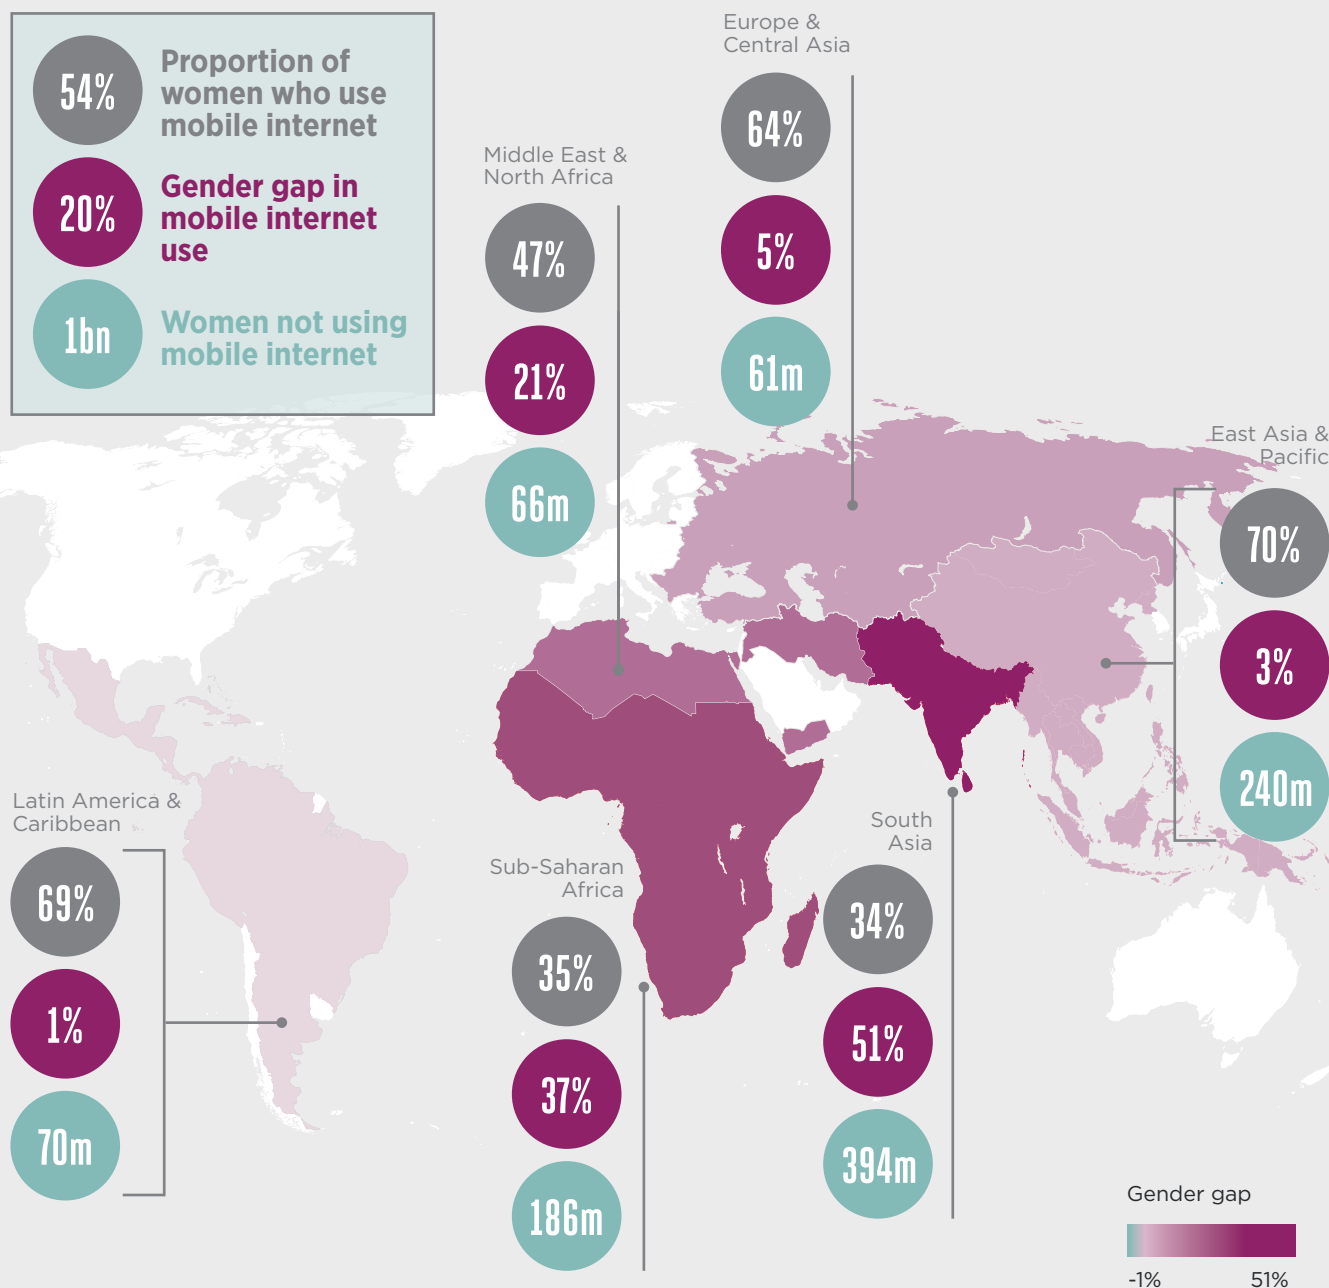 54%
Proportion of
women who use
mobile internet
20%
Gender gap in
mobile internet
use
1bn
Women not using
mobile internet
Europe &
Central Asia
64%
5%
61m
Middle East &
North Africa
47%
21%
66m
East Asia &
Pacific
70%
3%
240m
Latin America &
Caribbean
69%
1%
70m
Sub-Saharan
Africa
35%
37%
186m
South
Asia
34%
51%
394m
Gender gap
-1%
51%